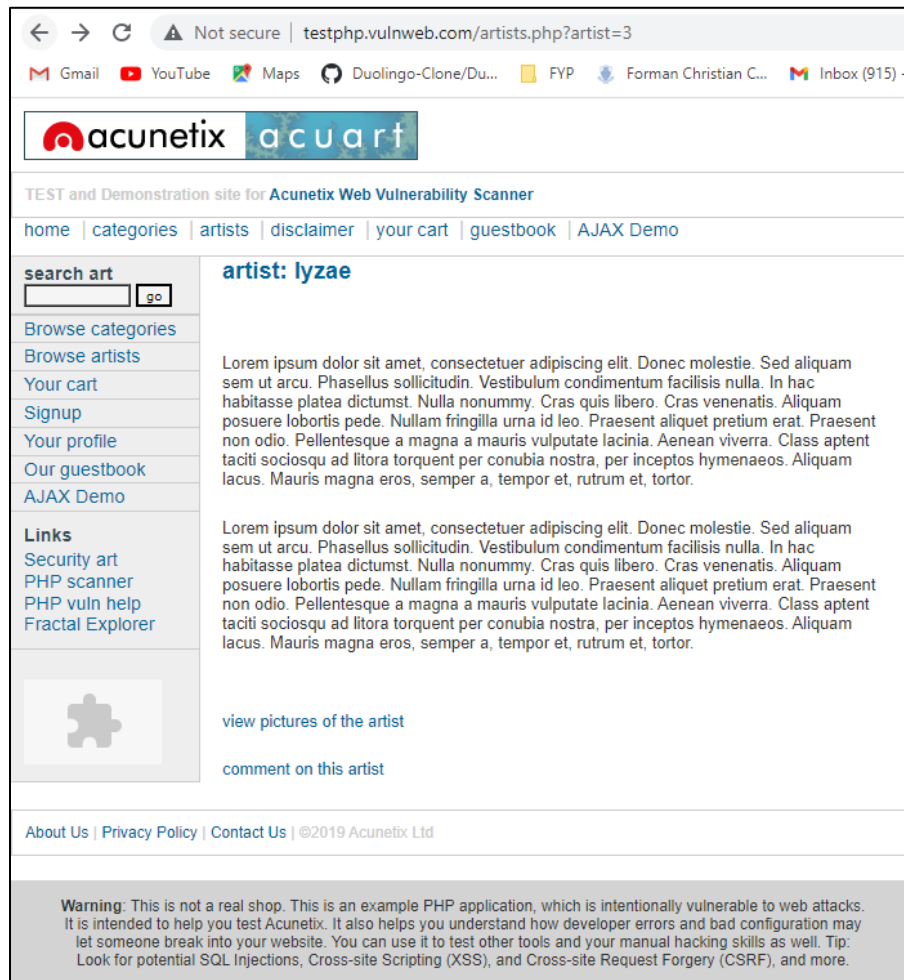 Not secure | testphp.vulnweb.com/artists.php?artist=3
Gmail YouTube Maps Duolingo-Clone/Du... FYP Forman Christian C... Inbox (915) -
acunetix acuart
TEST and Demonstration site for Acunetix Web Vulnerability Scanner
home | categories | artists | disclaimer | your cart | guestbook | AJAX Demo
search art
go
Browse categories
Browse artists
Your cart
Signup
Your profile
Our guestbook
AJAX Demo
Links
Security art
PHP scanner
PHP vuln help
Fractal Explorer
artist: lyzae
Lorem ipsum dolor sit amet, consectetuer adipiscing elit. Donec molestie. Sed aliquam
sem ut arcu. Phasellus sollicitudin. Vestibulum condimentum facilisis nulla. In hac
habitasse platea dictumst. Nulla nonummy. Cras quis libero. Cras venenatis. Aliquam
posuere lobortis pede. Nullam fringilla urna id leo. Praesent aliquet pretium erat. Praesent
non odio. Pellentesque a magna a mauris vulputate lacinia. Aenean viverra. Class aptent
taciti sociosqu ad litora torquent per conubia nostra, per inceptos hymenaeos. Aliquam
lacus. Mauris magna eros, semper a, tempor et, rutrum et, tortor.
Lorem ipsum dolor sit amet, consectetuer adipiscing elit. Donec molestie. Sed aliquam
sem ut arcu. Phasellus sollicitudin. Vestibulum condimentum facilisis nulla. In hac
habitasse platea dictumst. Nulla nonummy. Cras quis libero. Cras venenatis. Aliquam
posuere lobortis pede. Nullam fringilla urna id leo. Praesent aliquet pretium erat. Praesent
non odio. Pellentesque a magna a mauris vulputate lacinia. Aenean viverra. Class aptent
taciti sociosqu ad litora torquent per conubia nostra, per inceptos hymenaeos. Aliquam
lacus. Mauris magna eros, semper a, tempor et, rutrum et, tortor.
view pictures of the artist
comment on this artist
About Us | Privacy Policy | Contact Us | ©2019 Acunetix Ltd
Warning: This is not a real shop. This is an example PHP application, which is intentionally vulnerable to web attacks.
It is intended to help you test Acunetix. It also helps you understand how developer errors and bad configuration may
let someone break into your website. You can use it to test other tools and your manual hacking skills as well. Tip:
Look for potential SQL Injections, Cross-site Scripting (XSS), and Cross-site Request Forgery (CSRF), and more.